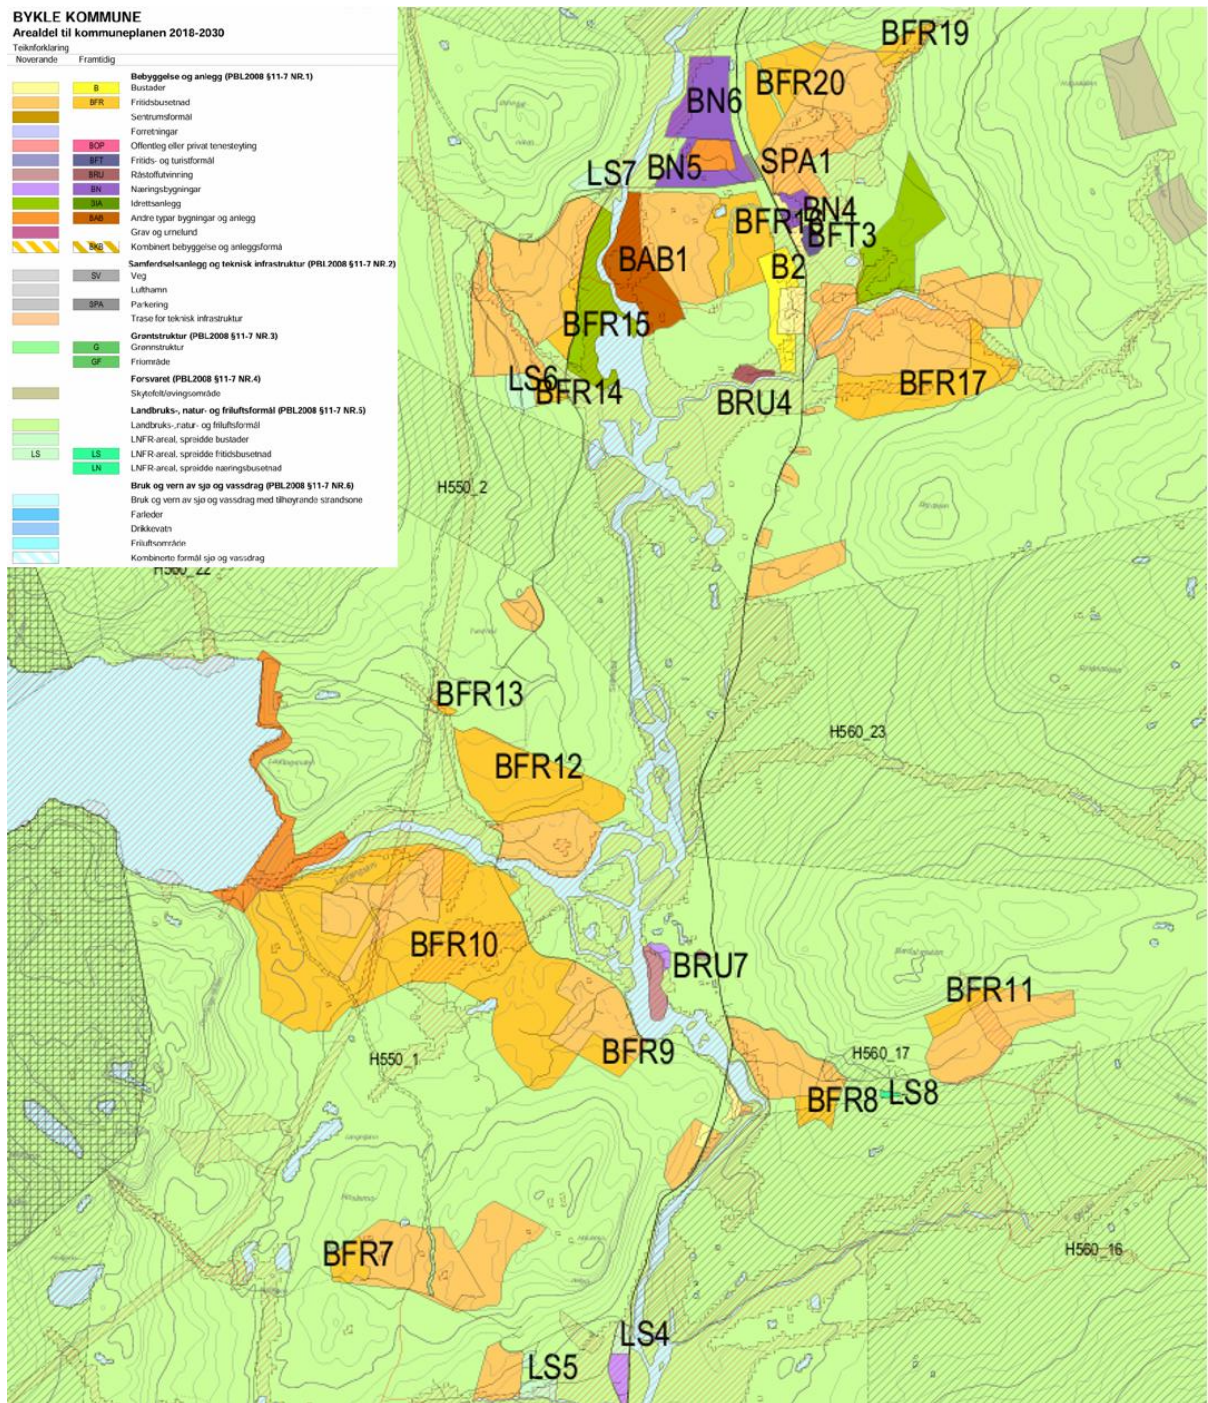 BYKLE KOMMUNE
Arealdel til kommuneplanen 2018-2030
Teiknforklaring
Noverande Framtidig
Bebyggelse og anlegg (PBL2008 §11-7 NR.1)
B Bustader
BFR Fritidsbusetnad
Sentrumsformål
Forretningar
BOP Offentleg eller privat tenesteyting
BFT Fritids- og turistformål
BRU Råstoffutvinning
BN Næringsbygningar
BIA Idrettsanlegg
BAB Andre typar bygningar og anlegg
Grav og urnelund
BKB Kombinert bebyggelse og anleggsformå
Samferdselsanlegg og teknisk infrastruktur (PBL2008 §11-7 NR.2)
SV Veg
Lufthamn
SPA Parkering
Trase for teknisk infrastruktur
Grøntstruktur (PBL2008 §11-7 NR.3)
G Grønnstruktur
GF Friområde
Forsvaret (PBL2008 §11-7 NR.4)
Skytefelt/øvingsområde
Landbruks-, natur- og friluftsformål (PBL2008 §11-7 NR.5)
Landbruks-,natur- og friluftsformål
LNFR-areal, spreidde bustader
LS LS LNFR-areal, spreidde fritidsbusetnad
LN LNFR-areal, spreidde næringsbusetnad
Bruk og vern av sjø og vassdrag (PBL2008 §11-7 NR.6)
Bruk og vern av sjø og vassdrag med tilhøyrande strandsone
Farleder
Drikkevatn
Friluftsområde
Kombinerte formål sjø og vassdrag
BFR19
BFR20
BN6
SPA1
BN5
LS7
BN4
BFR18
BFT3
BAB1
B2
BFR15
LS6
BFR14
BFR17
BRU4
H550_2
H560_22
BFR13
H560_23
BFR12
BFR10
BRU7
BFR11
BFR9
H550_1
H560_17
BFR8
LS8
BFR7
H560_16
LS4
LS5